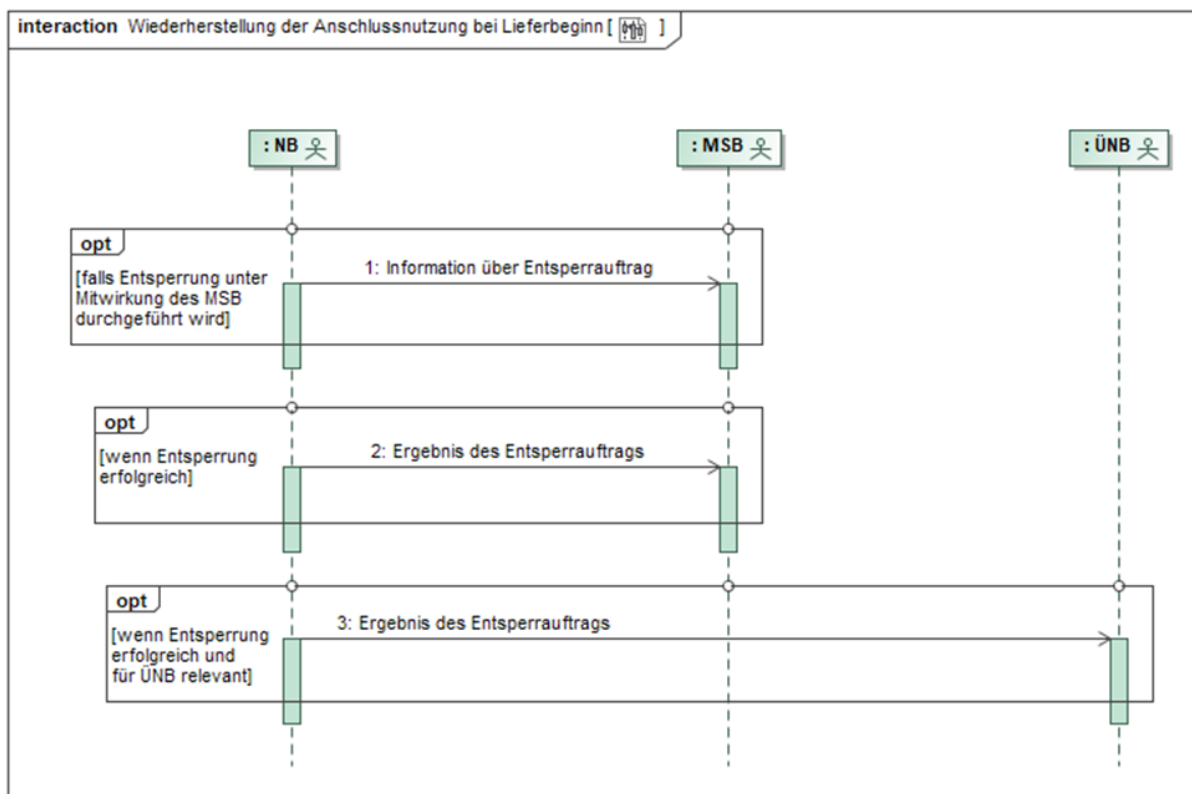 interaction Wiederherstellung der Anschlussnutzung bei Lieferbeginn [ ]
: NB
: MSB
: ÜNB
opt
[falls Entsperrung unter
Mitwirkung des MSB
durchgeführt wird]
1: Information über Entsperrauftrag
opt
[wenn Entsperrung
erfolgreich]
2: Ergebnis des Entsperrauftrags
opt
[wenn Entsperrung
erfolgreich und
für ÜNB relevant]
3: Ergebnis des Entsperrauftrags